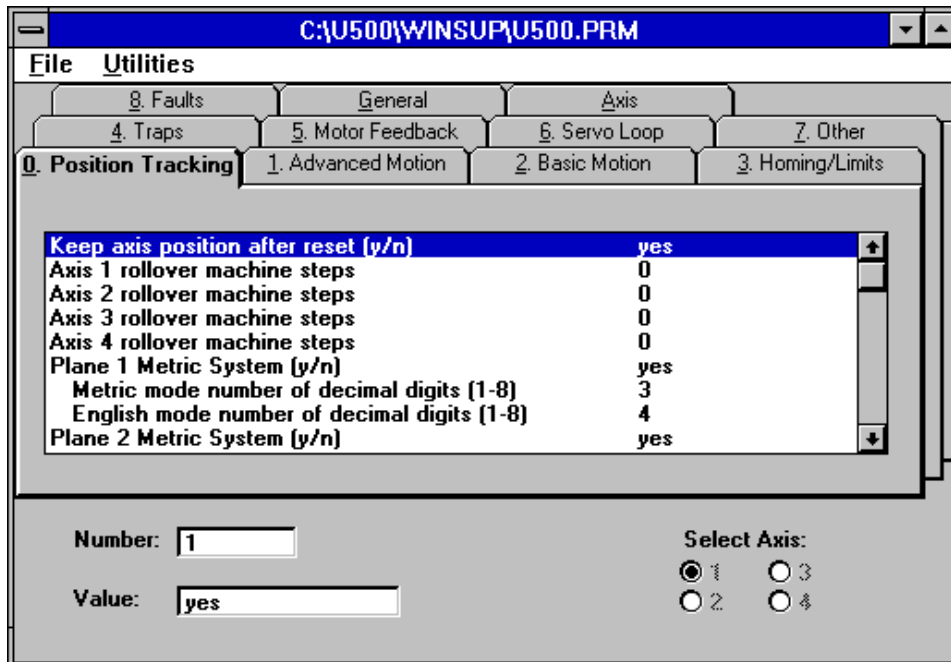 C:\U500\WINSUP\U500.PRM
File Utilities
8. Faults General Axis
4. Traps 5. Motor Feedback 6. Servo Loop 7. Other
0. Position Tracking 1. Advanced Motion 2. Basic Motion 3. Homing/Limits
Keep axis position after reset (y/n) yes
Axis 1 rollover machine steps 0
Axis 2 rollover machine steps 0
Axis 3 rollover machine steps 0
Axis 4 rollover machine steps 0
Plane 1 Metric System (y/n) yes
Metric mode number of decimal digits (1-8) 3
English mode number of decimal digits (1-8) 4
Plane 2 Metric System (y/n) yes
Number: 1 Select Axis:
1 3
Value: yes 2 4